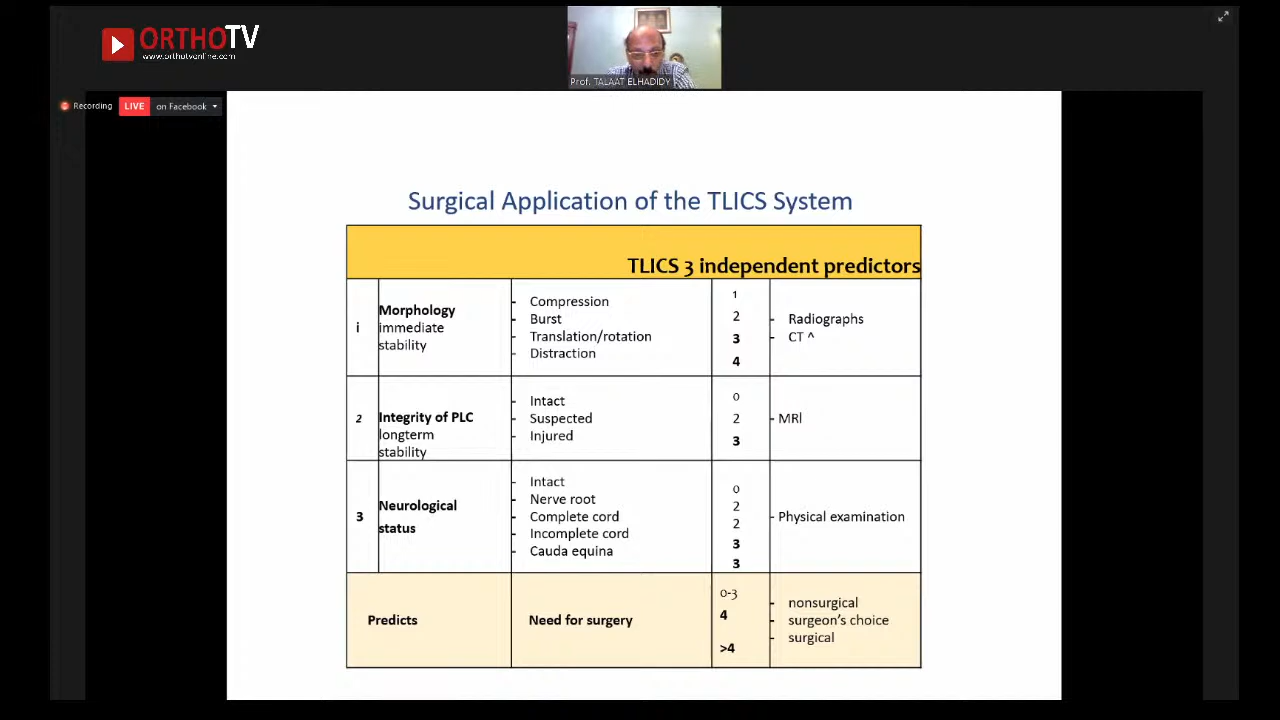 ORTHOTV
www.orthotvonline.com
Prof. TALAAT ELHADIDY
Recording
LIVE
on Facebook
Surgical Application of the TLICS System
TLICS 3 independent predictors
i
Morphology
immediate
stability
- Compression
- Burst
- Translation/rotation
- Distraction
1
2
3
4
- Radiographs
- CT ^
2
Integrity of PLC
longterm
stability
- Intact
- Suspected
- Injured
0
2
3
- MRI
3
Neurological
status
- Intact
- Nerve root
- Complete cord
- Incomplete cord
- Cauda equina
0
2
2
3
3
- Physical examination
Predicts
Need for surgery
0-3
4
>4
- nonsurgical
- surgeon's choice
- surgical